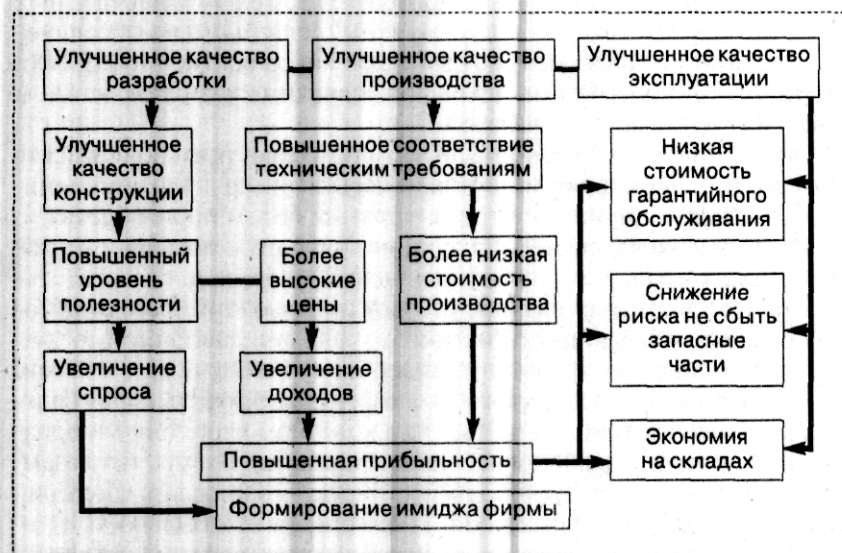 Улучшенное качество
разработки
Улучшенное качество
производства
Улучшенное качество
эксплуатации
Улучшенное
качество
конструкции
Повышенное соответствие
техническим требованиям
Низкая
стоимость
гарантийного
обслуживания
Повышенный
уровень
полезности
Более
высокие
цены
Более низкая
стоимость
производства
Снижение
риска не сбыть
запасные
части
Увеличение
спроса
Увеличение
доходов
Экономия
на складах
Повышенная прибыльность
Формирование имиджа фирмы